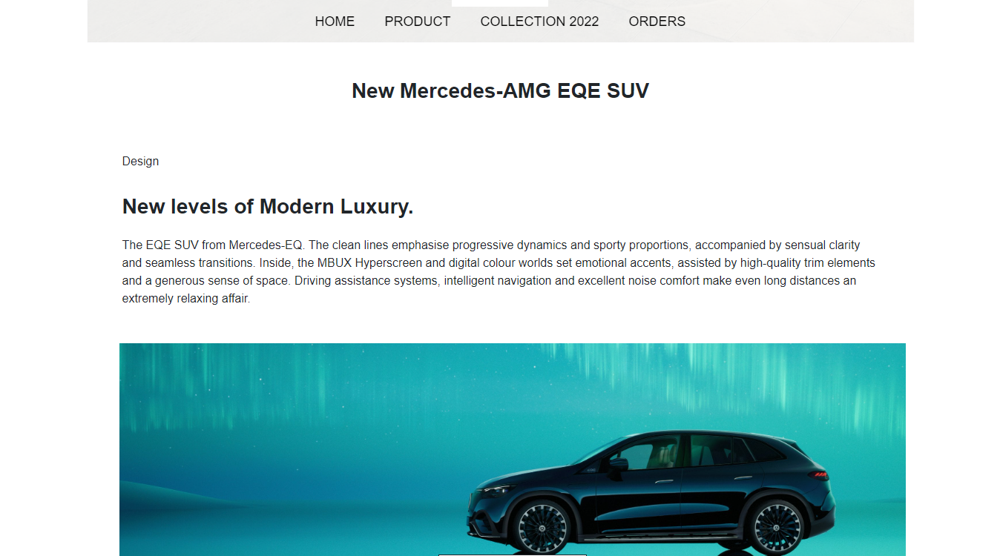 HOME PRODUCT COLLECTION 2022 ORDERS
New Mercedes-AMG EQE SUV
Design
New levels of Modern Luxury.
The EQE SUV from Mercedes-EQ. The clean lines emphasise progressive dynamics and sporty proportions, accompanied by sensual clarity
and seamless transitions. Inside, the MBUX Hyperscreen and digital colour worlds set emotional accents, assisted by high-quality trim elements
and a generous sense of space. Driving assistance systems, intelligent navigation and excellent noise comfort make even long distances an
extremely relaxing affair.